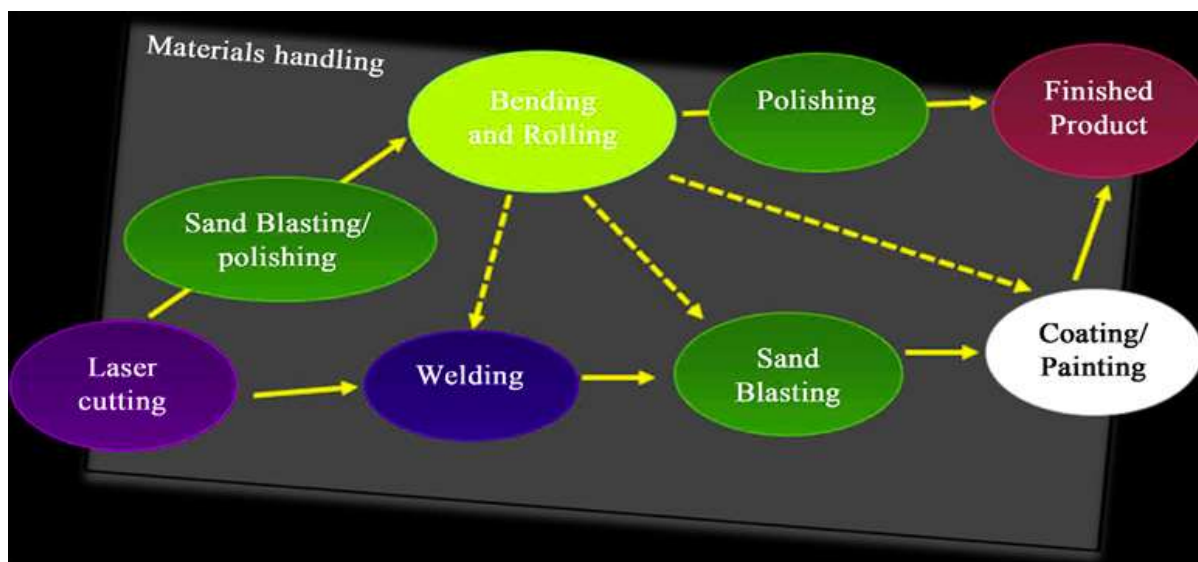 Materials handling
Bending
and Rolling
Polishing
Finished
Product
Sand Blasting/
polishing
Laser
cutting
Welding
Sand
Blasting
Coating/
Painting